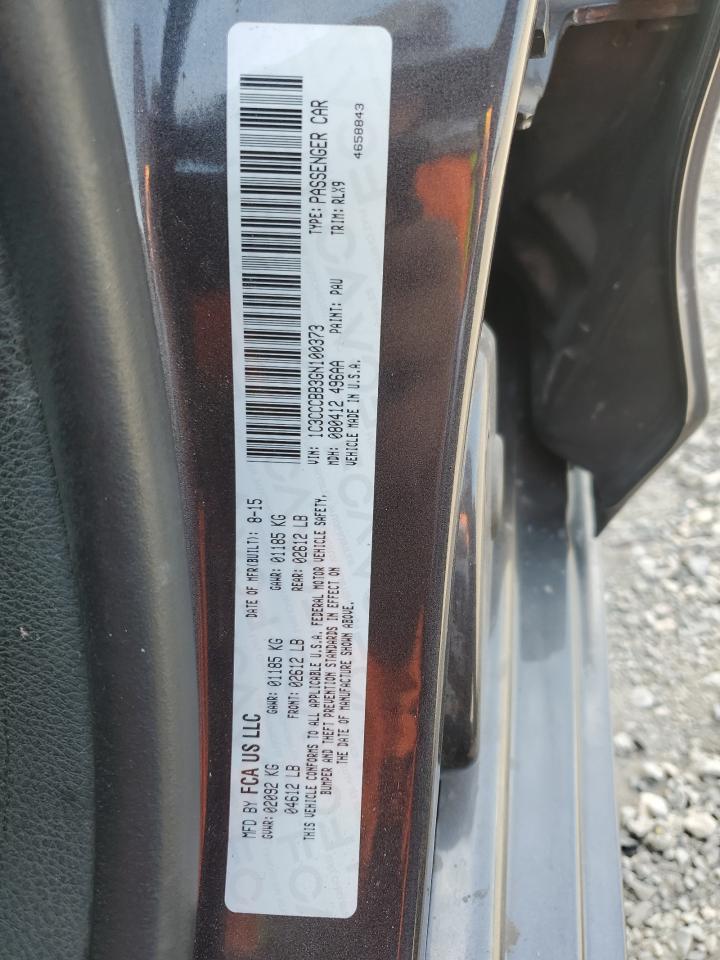 MFD BY FCA US LLC
DATE OF MFR(BUILT): 8-15
GVWR: 02092 KG
GAWR: 01185 KG
GAWR: 01185 KG
04612 LB
FRONT: 02612 LB
REAR: 02612 LB
THIS VEHICLE CONFORMS TO ALL APPLICABLE U.S.A. FEDERAL MOTOR VEHICLE SAFETY,
BUMPER AND THEFT PREVENTION STANDARDS IN EFFECT ON
THE DATE OF MANUFACTURE SHOWN ABOVE.
VIN: 1C3CCCBB3GN100373
TYPE: PASSENGER CAR
MDH: 080412 496AA
PAINT: PAU
TRIM: RLX9
VEHICLE MADE IN U.S.A.
4658843